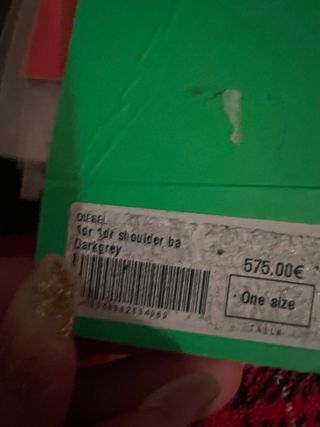 DIESEL
1dr 1dr shoulder ba
Darkgrey
575.00€
One size
TALLA